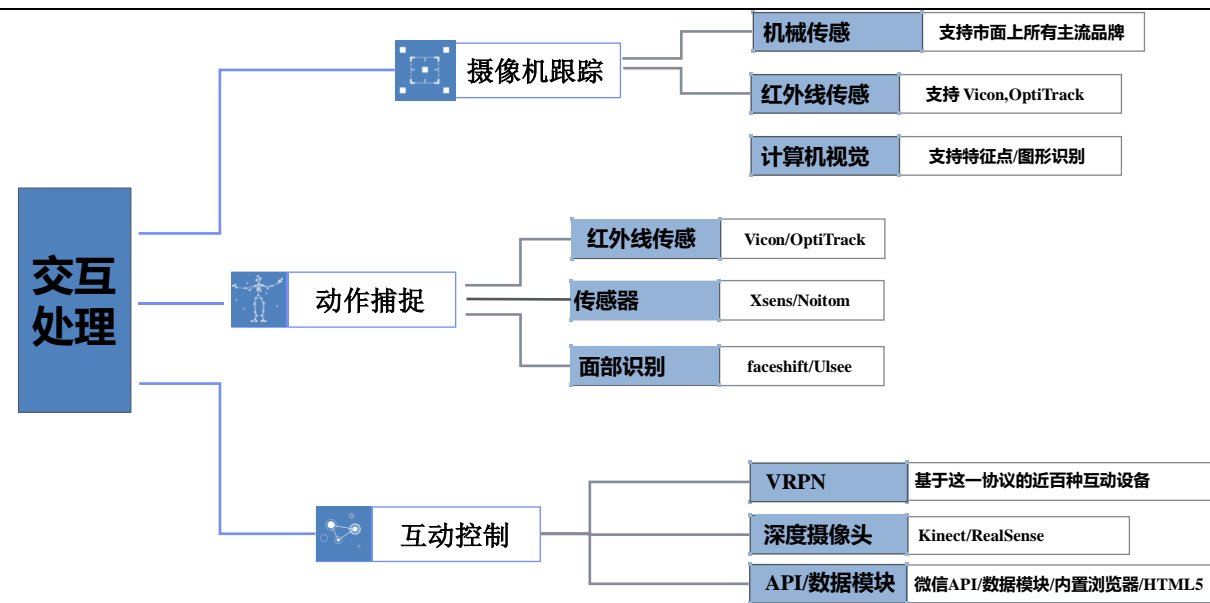 交互
处理
摄像机跟踪
机械传感
支持市面上所有主流品牌
红外线传感
支持 Vicon,OptiTrack
计算机视觉
支持特征点/图形识别
动作捕捉
红外线传感
Vicon/OptiTrack
传感器
Xsens/Noitom
面部识别
faceshift/Ulsee
互动控制
VRPN
基于这一协议的近百种互动设备
深度摄像头
Kinect/RealSense
API/数据模块
微信API/数据模块/内置浏览器/HTML5